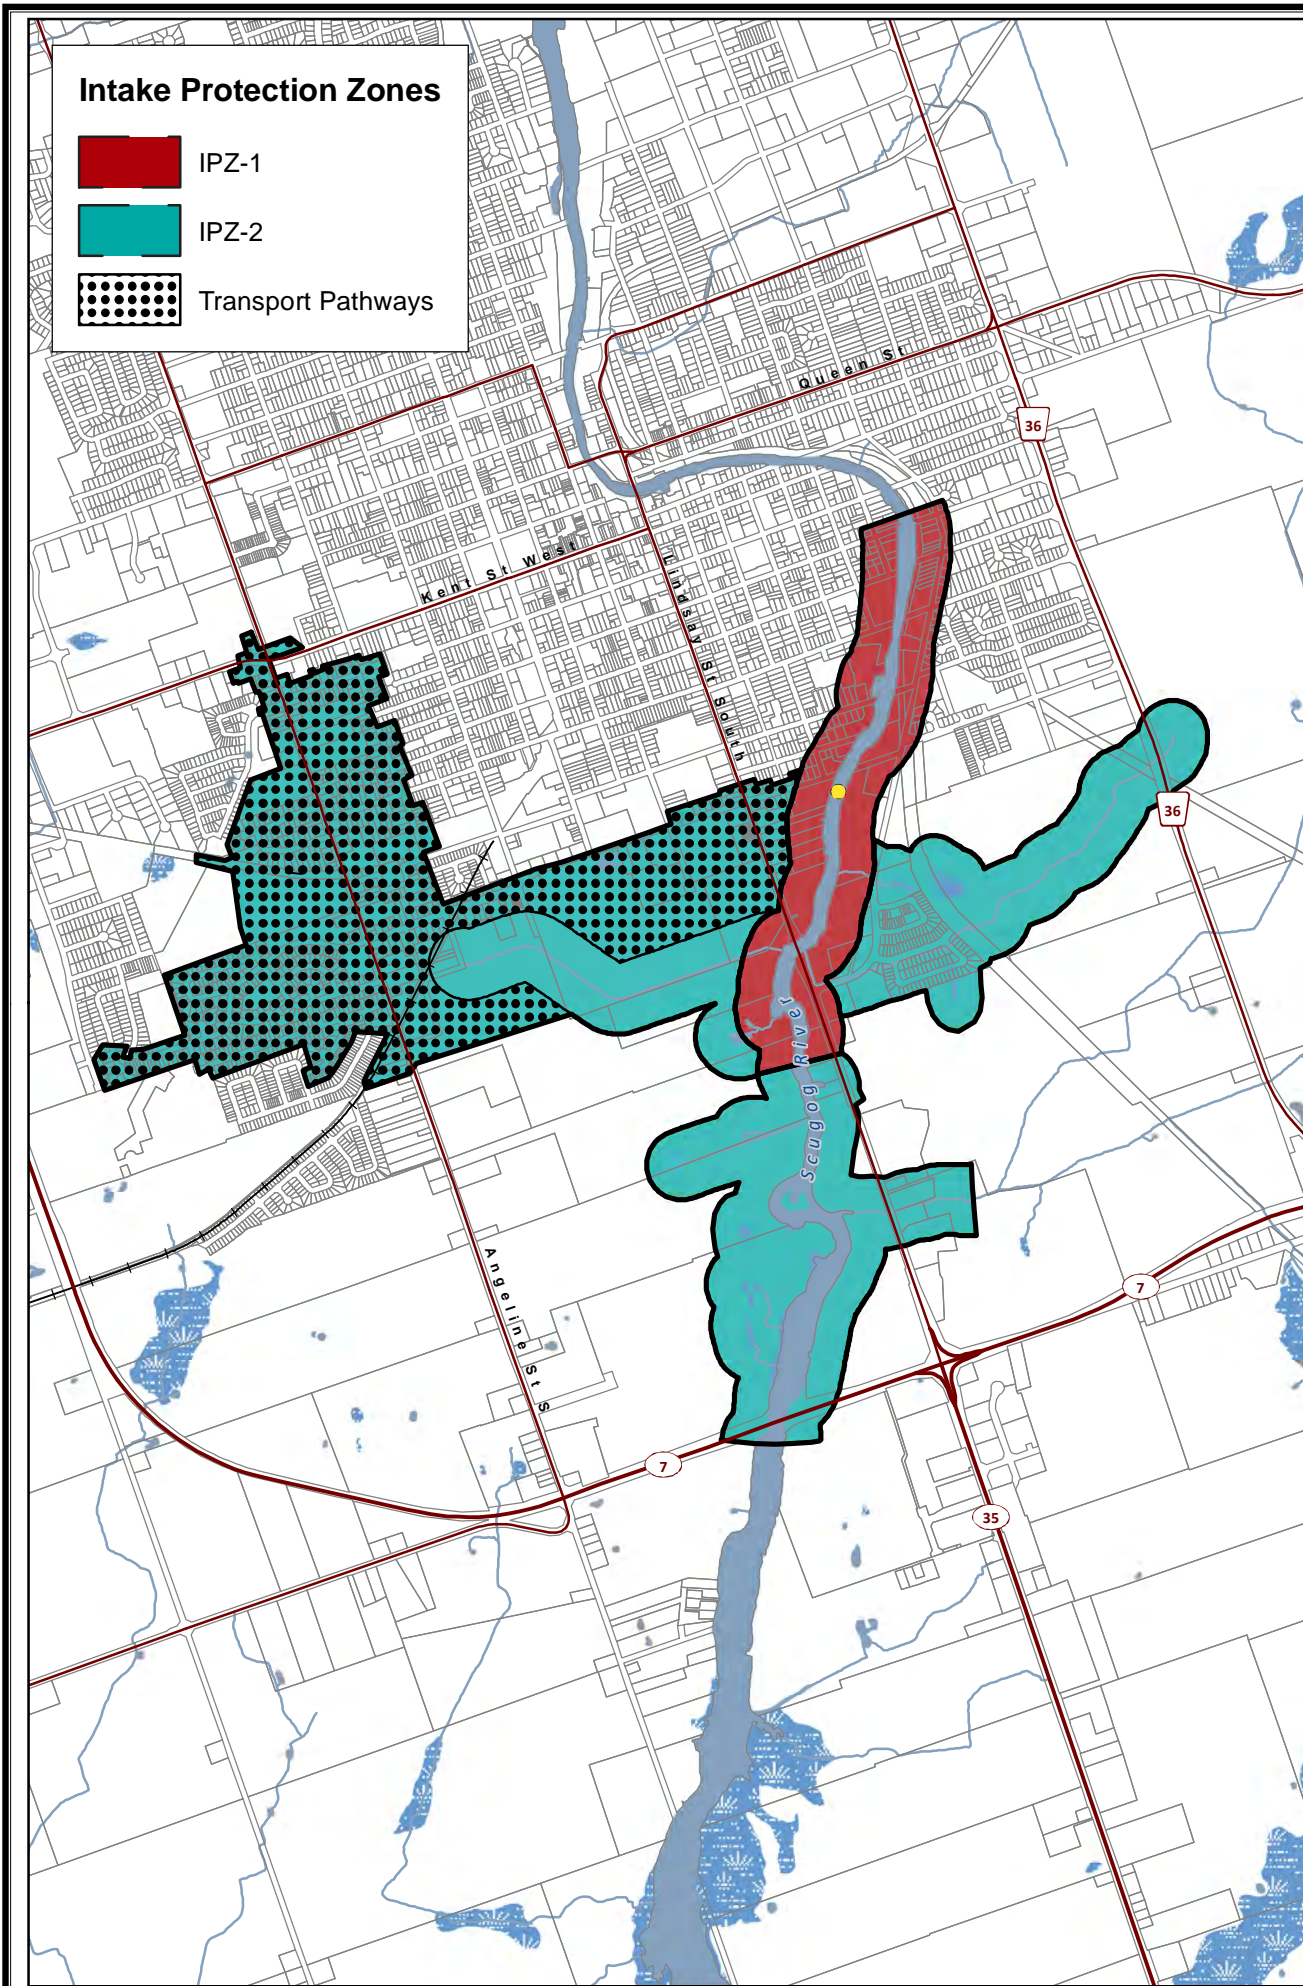 Intake Protection Zones
IPZ-1
IPZ-2
Transport Pathways
Queen St
36
Kent St West
Lindsay St South
36
Scugog River
Angeline St S
7
7
35